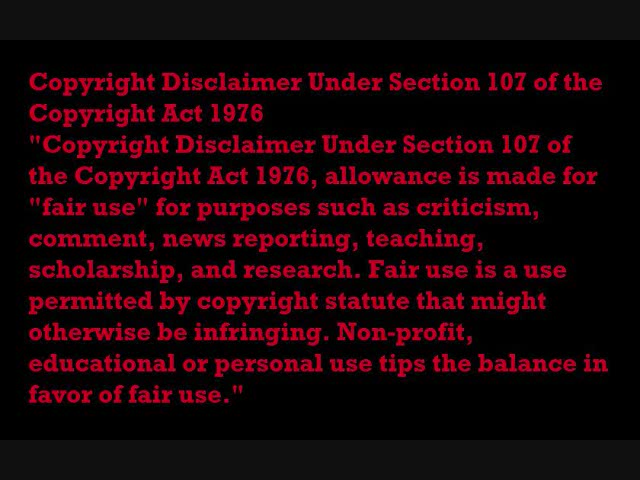 Copyright Disclaimer Under Section 107 of the
Copyright Act 1976
"Copyright Disclaimer Under Section 107 of
the Copyright Act 1976, allowance is made for
"fair use" for purposes such as criticism,
comment, news reporting, teaching,
scholarship, and research. Fair use is a use
permitted by copyright statute that might
otherwise be infringing. Non-profit,
educational or personal use tips the balance in
favor of fair use."